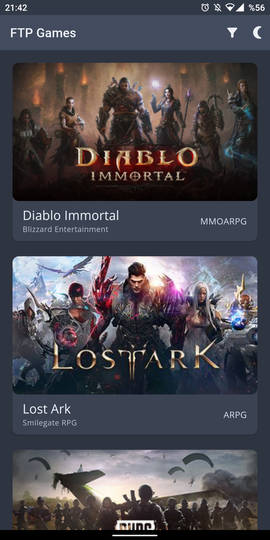 21:42
%56
FTP Games
DIABLO
IMMORTAL
Diablo Immortal
Blizzard Entertainment
MMOARPG
LOST ARK
Lost Ark
Smilegate RPG
ARPG
PUBG